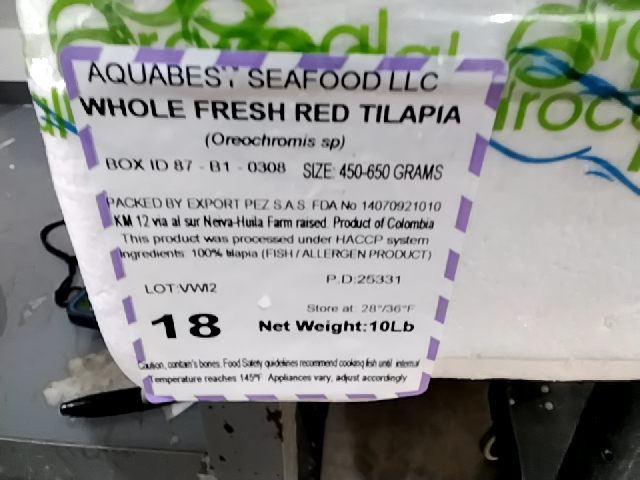 AQUABEST SEAFOOD LLC
WHOLE FRESH RED TILAPIA
(Oreochromis sp)
BOX ID 87 - B1 - 0308 SIZE: 450-650 GRAMS
PACKED BY EXPORT PEZ S.A.S. FDA No 14070921010
KM 12 via al sur Neiva-Huila Farm raised. Product of Colombia
This product was processed under HACCP system
Ingredients: 100% tilapia (FISH / ALLERGEN PRODUCT)
P.D:25331
LOT:VWI2
Store at: 28°/36°F
18 Net Weight:10Lb
Caution, contain's bones. Food Safety guidelines recommend cooking fish until internal
Temperature reaches 145°F Appliances vary, adjust accordingly